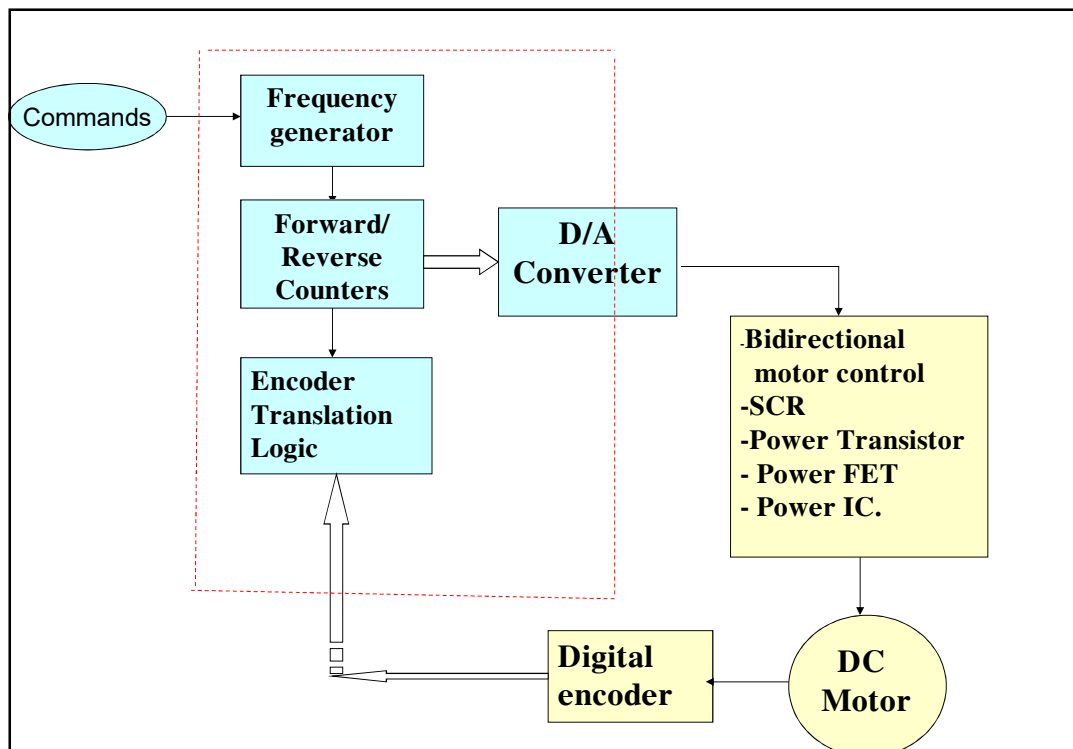 Commands
Frequency
generator
Forward/
Reverse
Counters
D/A
Converter
Encoder
Translation
Logic
-Bidirectional
motor control
-SCR
-Power Transistor
- Power FET
- Power IC.
Digital
encoder
DC
Motor